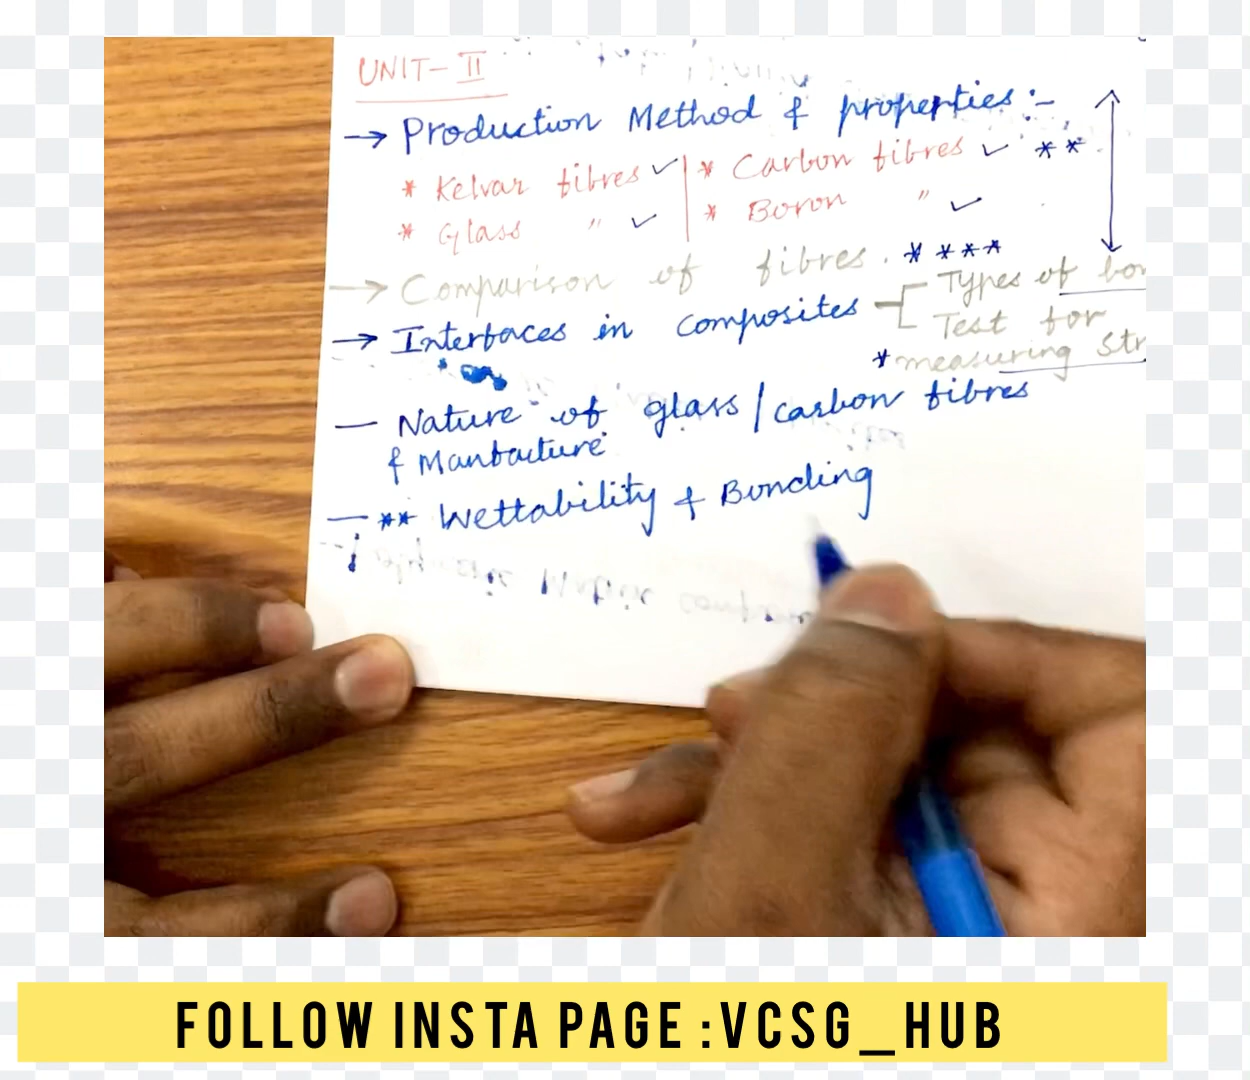 UNIT-II
→ Production Method & properties :-
* Kelvar fibres ✓ | * Carbon fibres ✓ **
* Glass " ✓ | * Boron " ✓
→ Comparison of fibres. ****
→ Interfaces in composites
Types of
Test for
*measuring
— Nature of glass/carbon fibres
& Manfacture
— ** Wettability & Bonding
FOLLOW INSTA PAGE :VCSG_HUB